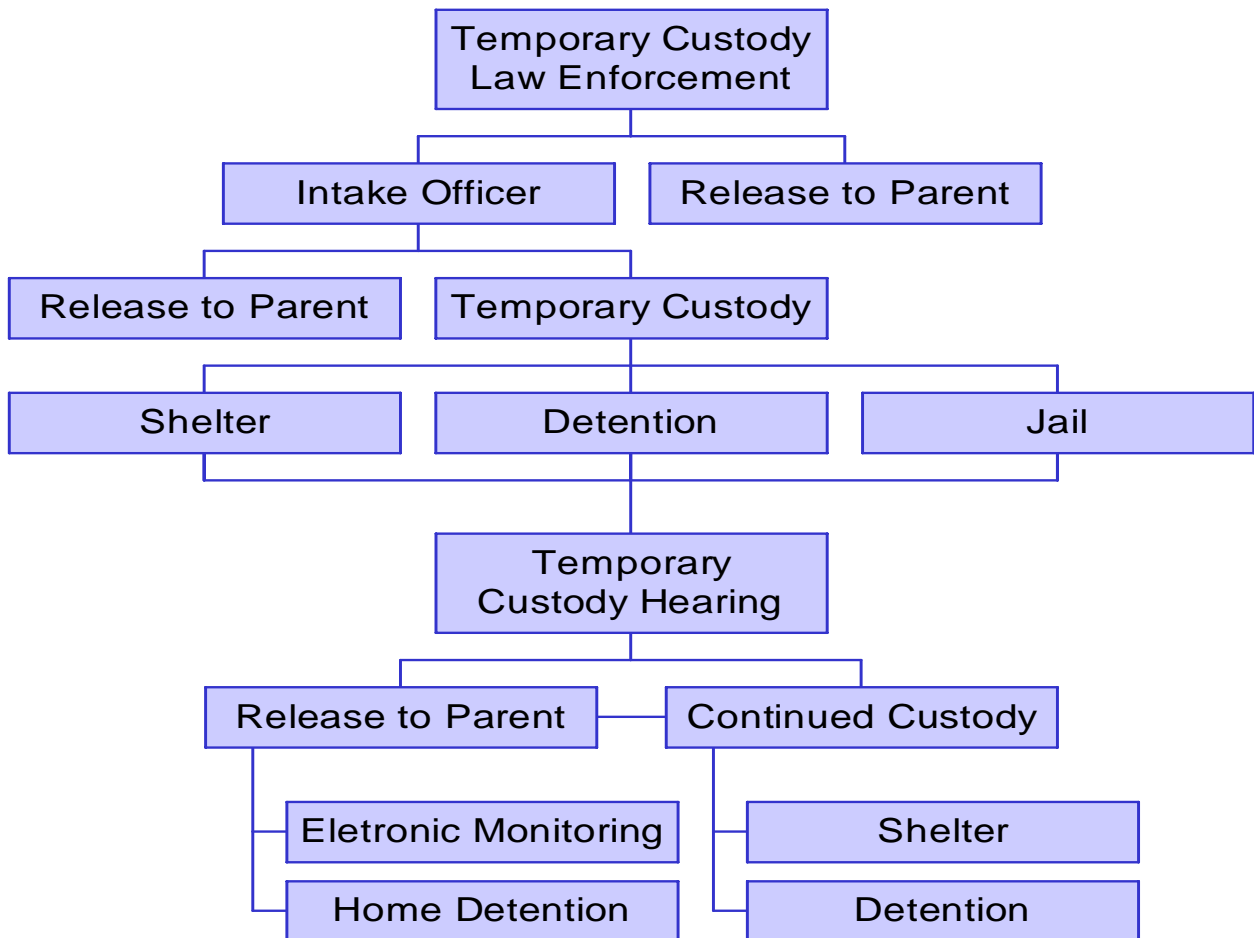 Temporary Custody
Law Enforcement
Intake Officer
Release to Parent
Release to Parent
Temporary Custody
Shelter
Detention
Jail
Temporary
Custody Hearing
Release to Parent
Continued Custody
Eletronic Monitoring
Shelter
Home Detention
Detention